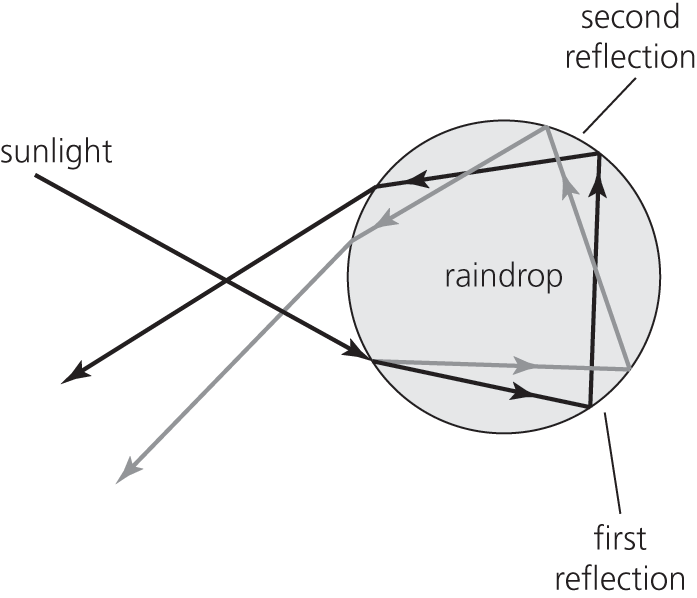 second
reflection
sunlight
raindrop
first
reflection